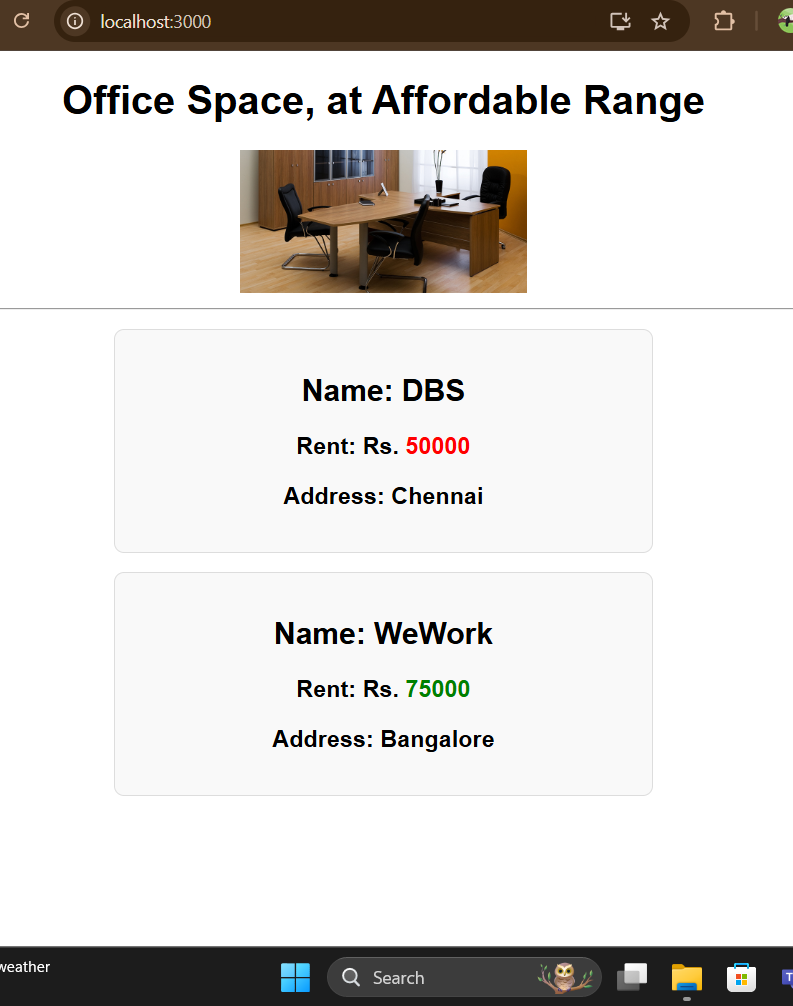 localhost:3000
Office Space, at Affordable Range
Name: DBS
Rent: Rs. 50000
Address: Chennai
Name: WeWork
Rent: Rs. 75000
Address: Bangalore
weather
Search
T